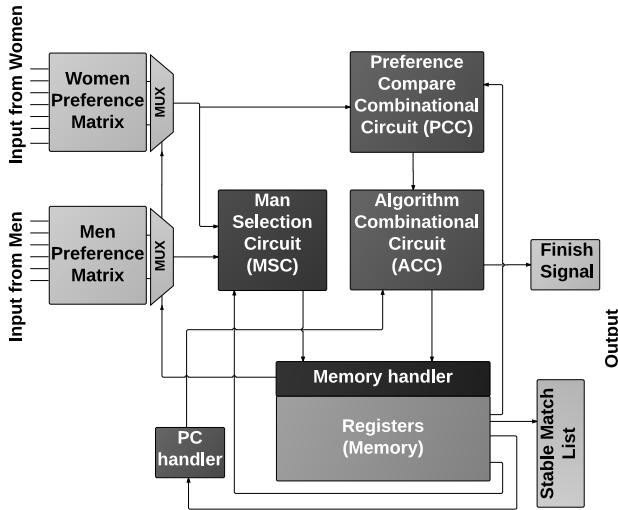 Input from Women
Women
Preference
Matrix
MUX
Preference
Compare
Combinational
Circuit (PCC)
Input from Men
Men
Preference
Matrix
MUX
Man
Selection
Circuit
(MSC)
Algorithm
Combinational
Circuit
(ACC)
Finish
Signal
Output
Memory handler
Registers
(Memory)
PC
handler
Stable Match
List